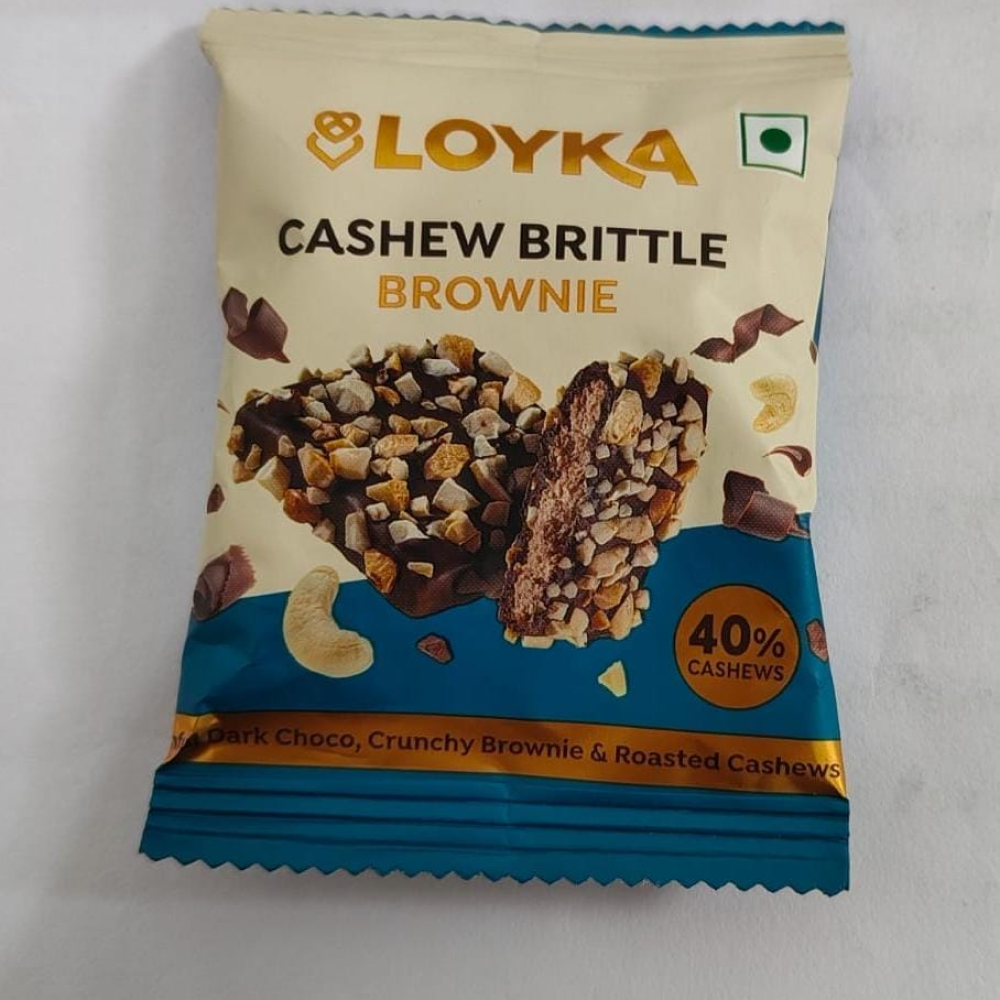 LOYKA
CASHEW BRITTLE
BROWNIE
40%
CASHEWS
Dark Choco, Crunchy Brownie & Roasted Cashews